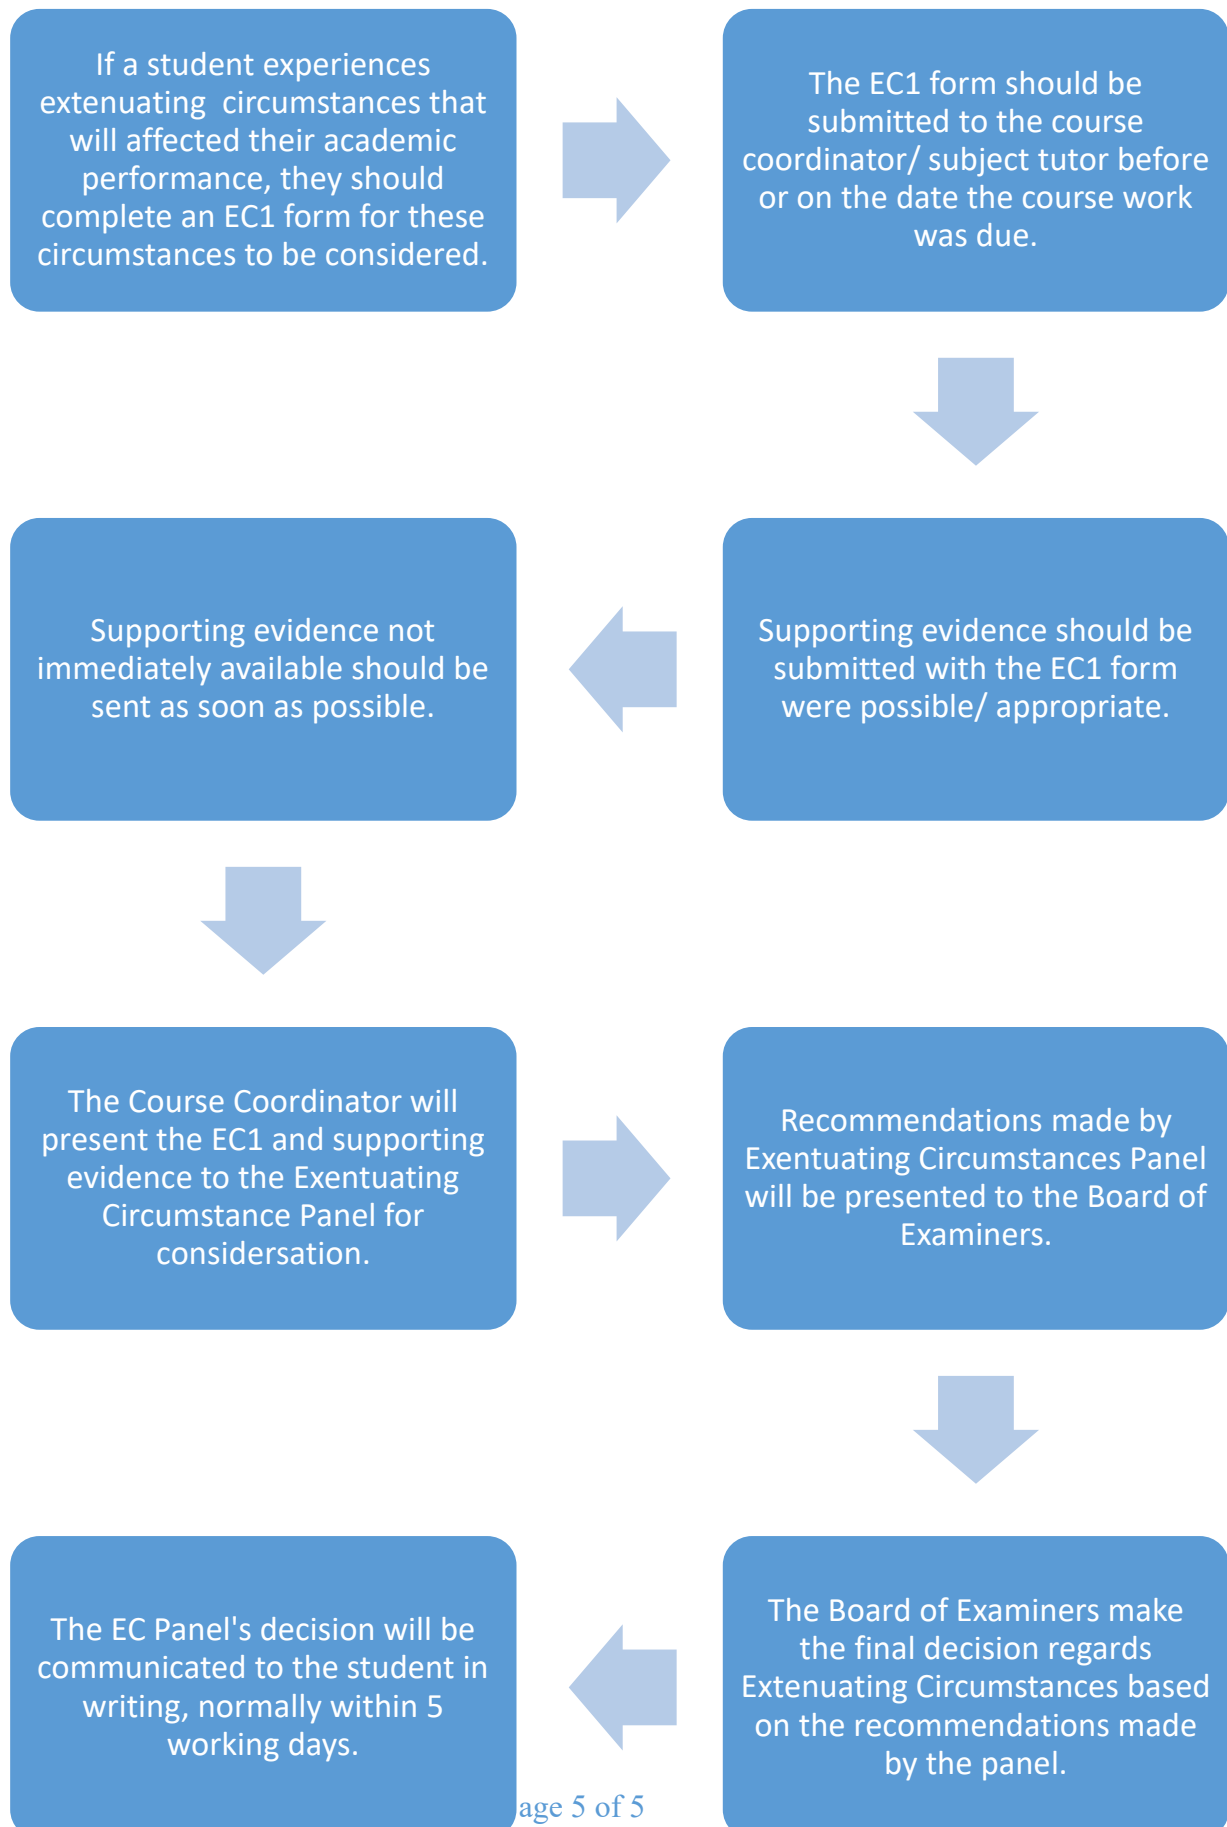 If a student experiences
extenuating  circumstances that
will affected their academic
performance, they should
complete an EC1 form for these
circumstances to be considered.
The EC1 form should be
submitted to the course
coordinator/ subject tutor before
or on the date the course work
was due.
Supporting evidence should be
submitted with the EC1 form
were possible/ appropriate.
Supporting evidence not
immediately available should be
sent as soon as possible.
The Course Coordinator will
present the EC1 and supporting
evidence to the Exentuating
Circumstance Panel for
considersation.
Recommendations made by
Exentuating Circumstances Panel
will be presented to the Board of
Examiners.
The Board of Examiners make
the final decision regards
Extenuating Circumstances based
on the recommendations made
by the panel.
The EC Panel's decision will be
communicated to the student in
writing, normally within 5
working days.
age 5 of 5